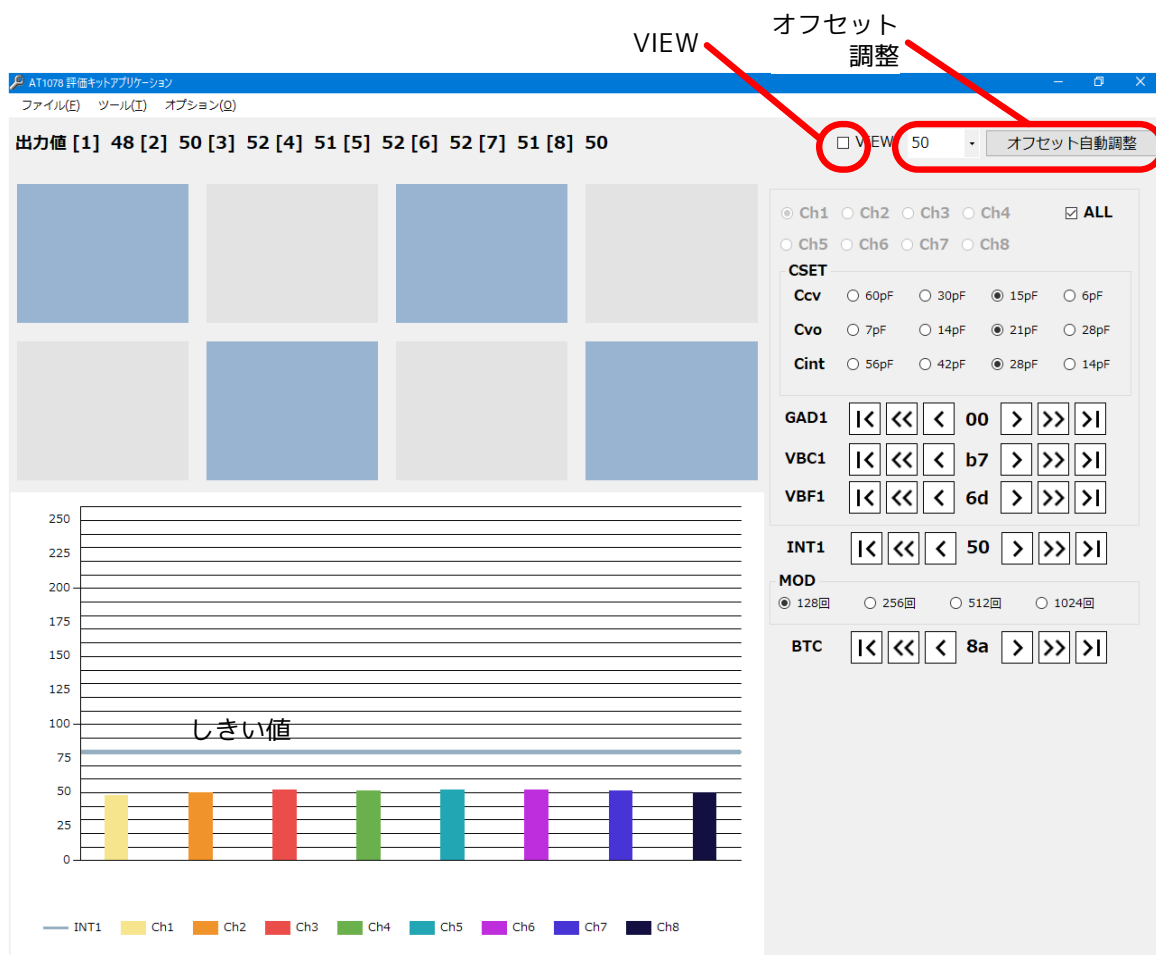 VIEW
オフセット
調整
AT1078 評価キットアプリケーション
ファイル(F) ツール(T) オプション(O)
出力値 [1] 48 [2] 50 [3] 52 [4] 51 [5] 52 [6] 52 [7] 51 [8] 50
VIEW 50 オフセット自動調整
Ch1 Ch2 Ch3 Ch4 ALL
Ch5 Ch6 Ch7 Ch8
CSET
Ccv 60pF 30pF 15pF 6pF
Cvo 7pF 14pF 21pF 28pF
Cint 56pF 42pF 28pF 14pF
GAD1 00
VBC1 b7
VBF1 6d
INT1 50
MOD
128回 256回 512回 1024回
BTC 8a
250
225
200
175
150
125
100
しきい値
75
50
25
0
INT1 Ch1 Ch2 Ch3 Ch4 Ch5 Ch6 Ch7 Ch8